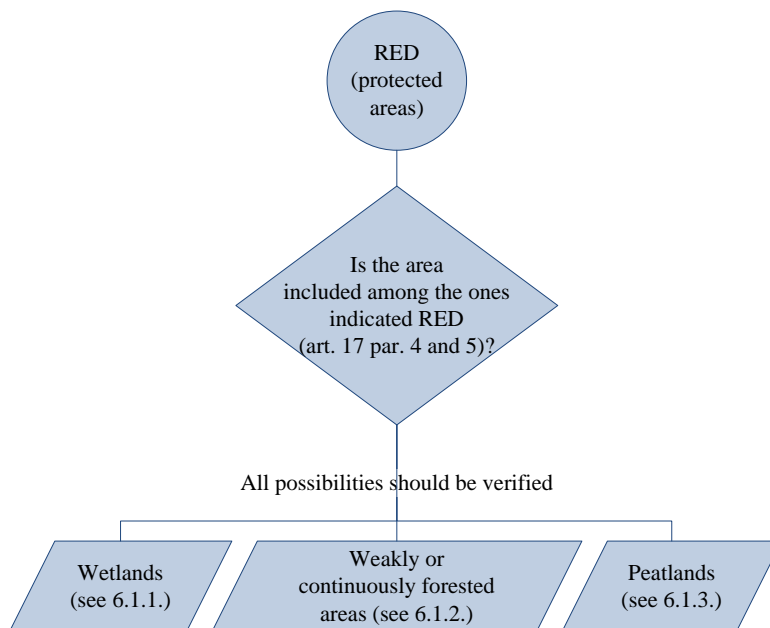 RED
(protected
areas)
Is the area
included among the ones
indicated RED
(art. 17 par. 4 and 5)?
All possibilities should be verified
Wetlands
(see 6.1.1.)
Weakly or
continuously forested
areas (see 6.1.2.)
Peatlands
(see 6.1.3.)